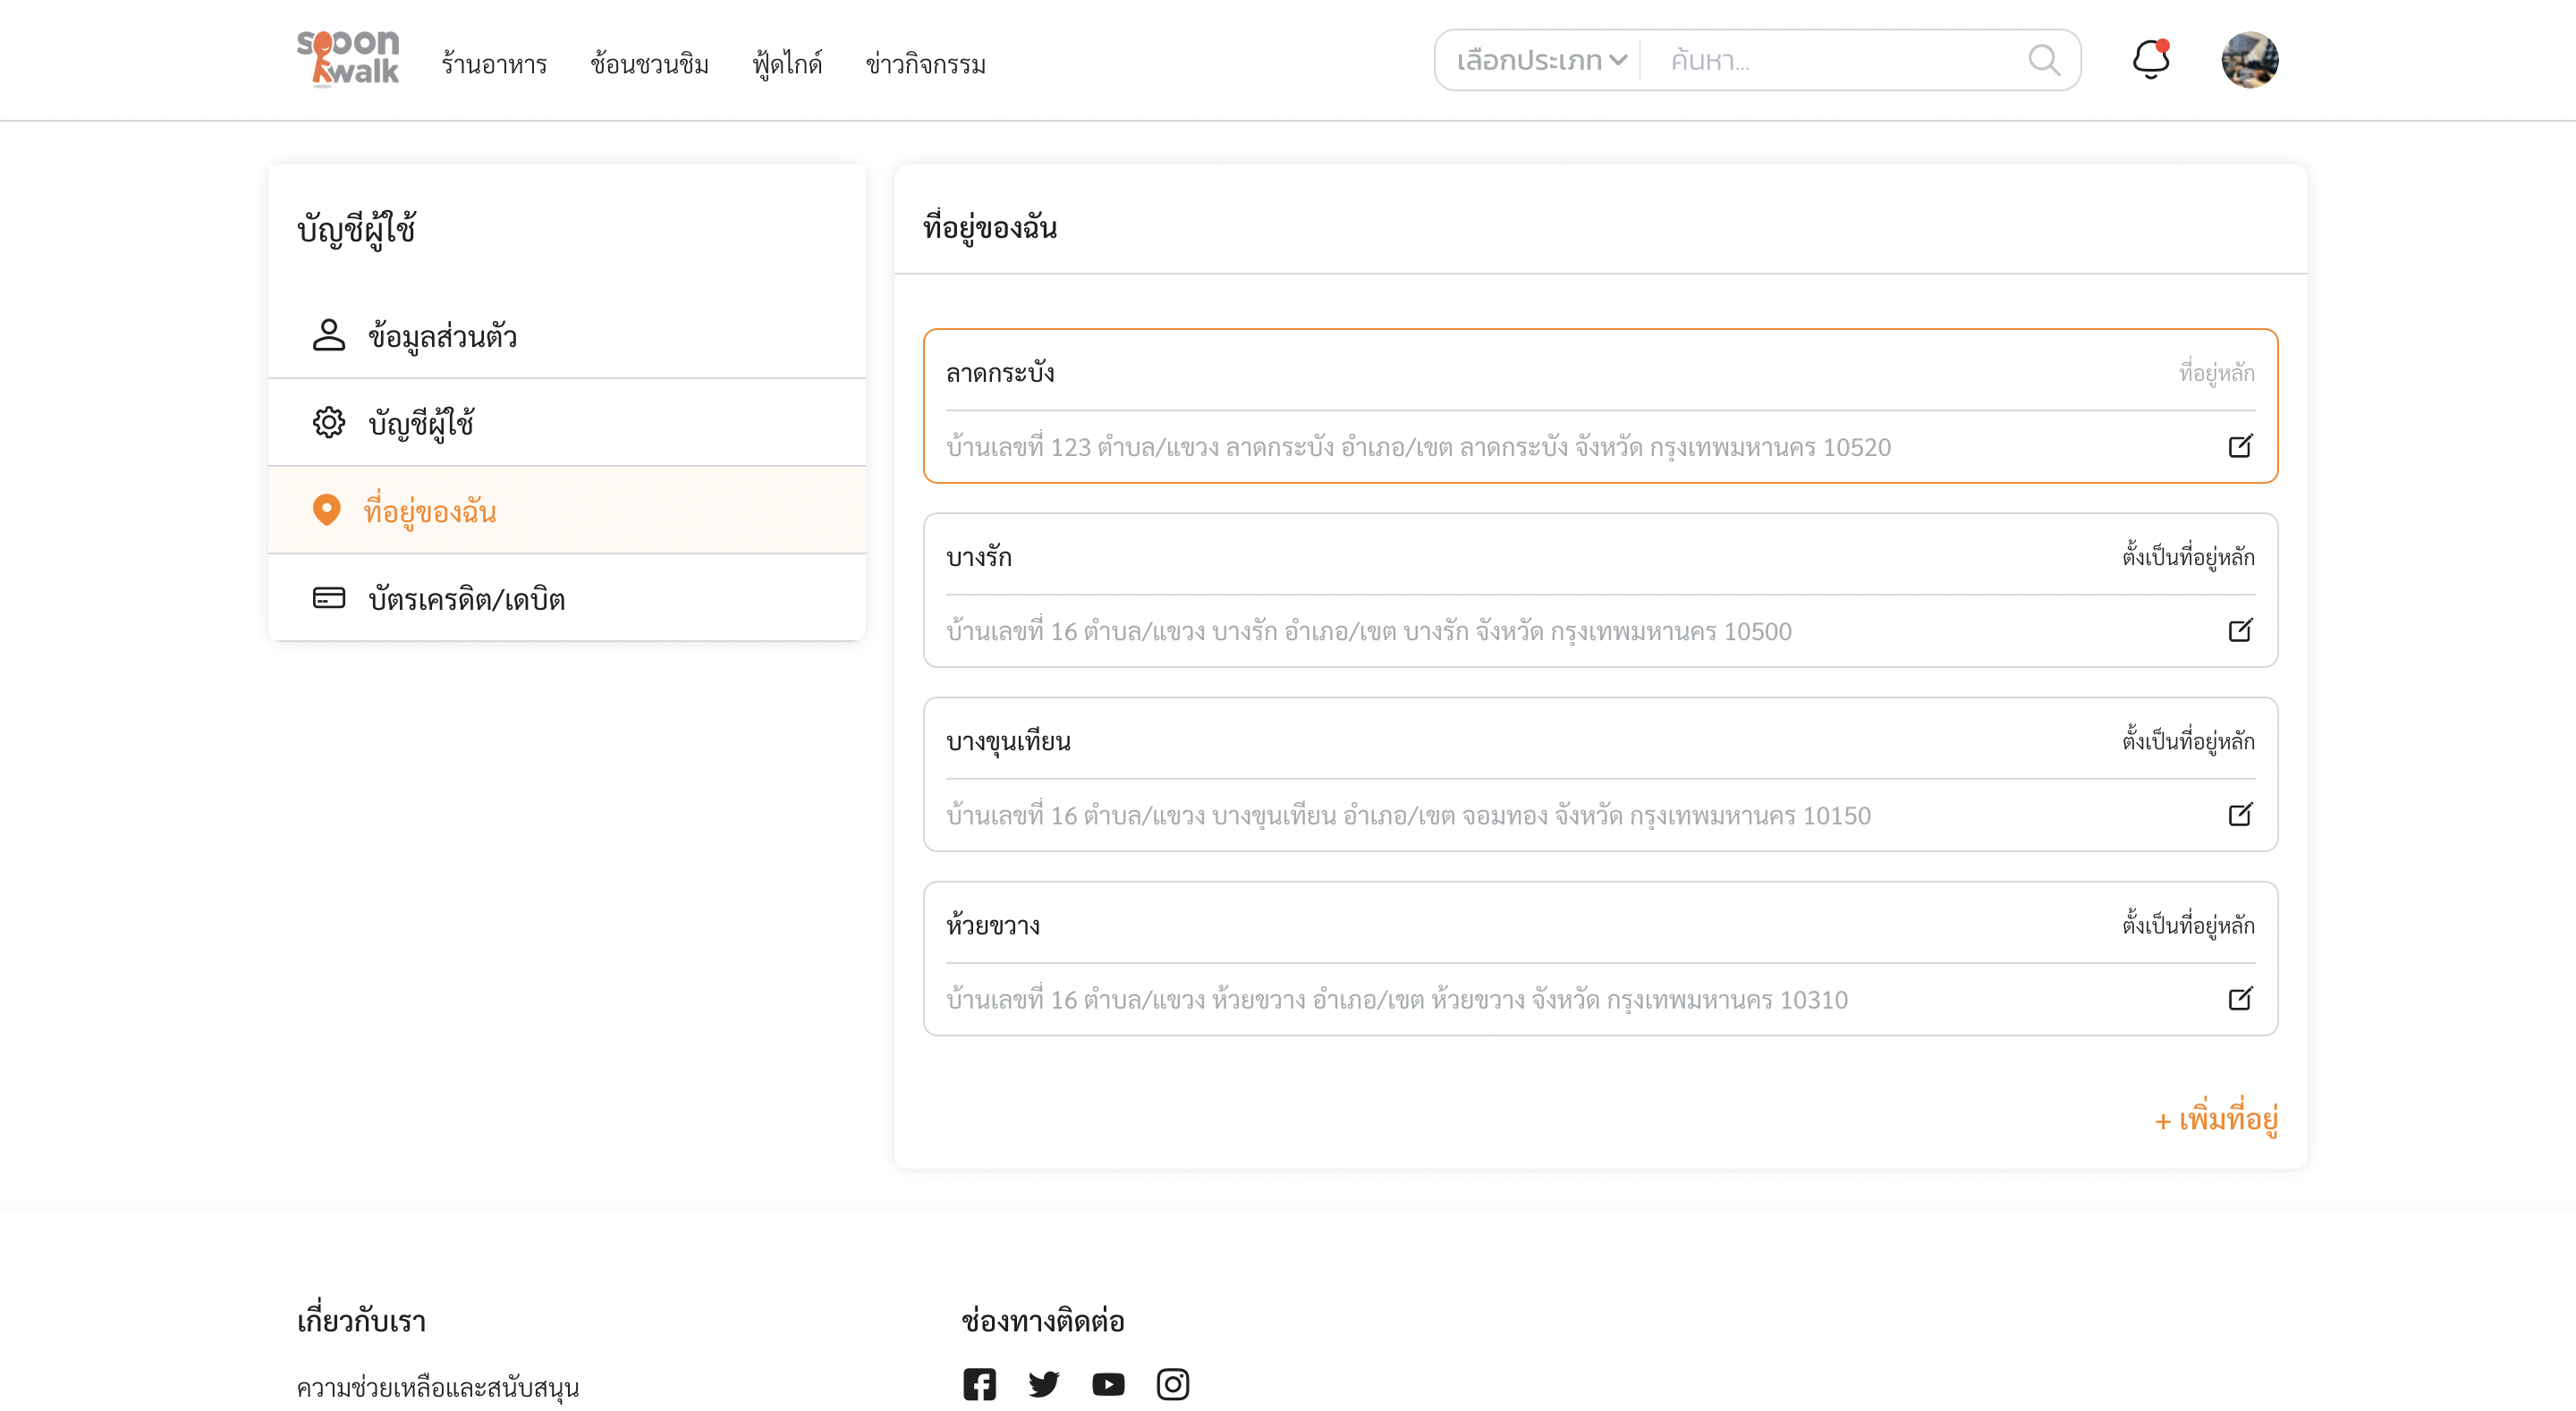 spoon walk
ร้านอาหาร ช้อนชวนชิม ฟู้ดไกด์ ข่าวกิจกรรม
เลือกประเภท ค้นหา...
บัญชีผู้ใช้
ข้อมูลส่วนตัว
บัญชีผู้ใช้
ที่อยู่ของฉัน
บัตรเครดิต/เดบิต
ที่อยู่ของฉัน
ลาดกระบัง ที่อยู่หลัก
บ้านเลขที่ 123 ตำบล/แขวง ลาดกระบัง อำเภอ/เขต ลาดกระบัง จังหวัด กรุงเทพมหานคร 10520
บางรัก ตั้งเป็นที่อยู่หลัก
บ้านเลขที่ 16 ตำบล/แขวง บางรัก อำเภอ/เขต บางรัก จังหวัด กรุงเทพมหานคร 10500
บางขุนเทียน ตั้งเป็นที่อยู่หลัก
บ้านเลขที่ 16 ตำบล/แขวง บางขุนเทียน อำเภอ/เขต จอมทอง จังหวัด กรุงเทพมหานคร 10150
ห้วยขวาง ตั้งเป็นที่อยู่หลัก
บ้านเลขที่ 16 ตำบล/แขวง ห้วยขวาง อำเภอ/เขต ห้วยขวาง จังหวัด กรุงเทพมหานคร 10310
+ เพิ่มที่อยู่
เกี่ยวกับเรา
ความช่วยเหลือและสนับสนุน
ช่องทางติดต่อ